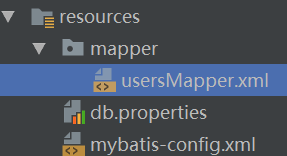 resources
mapper
usersMapper.xml
db.properties
mybatis-config.xml